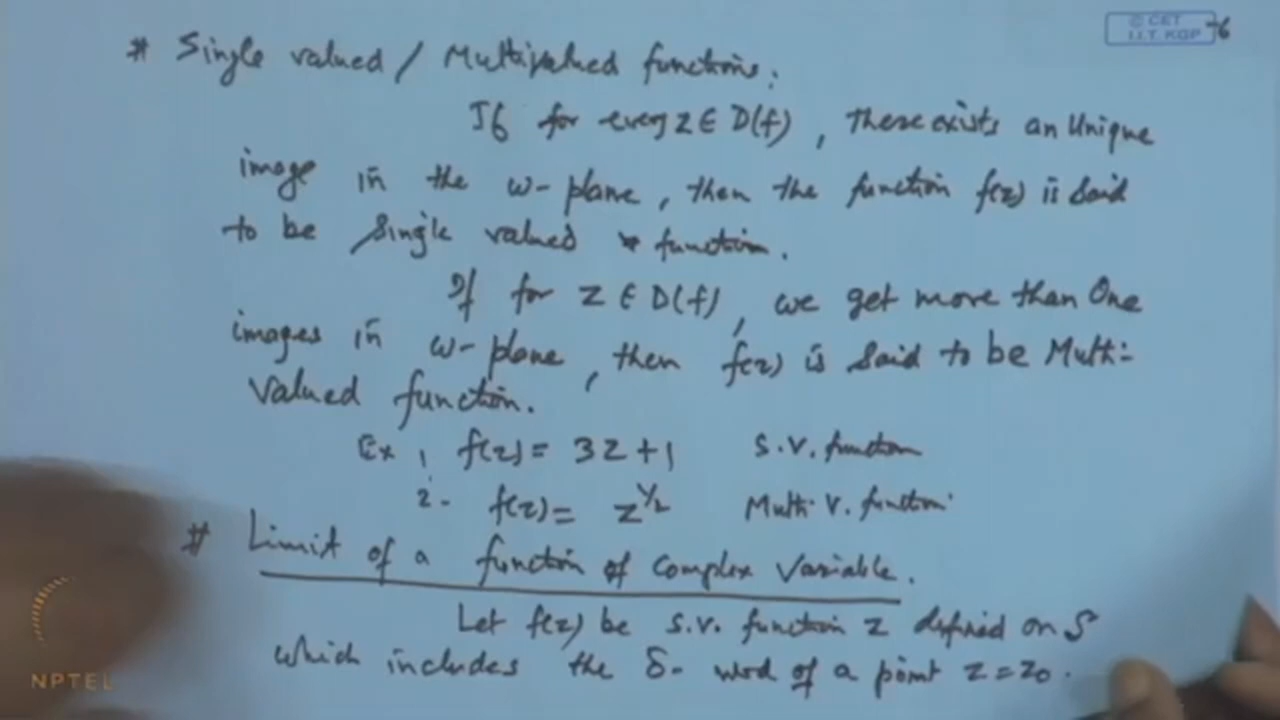 © CET
I.I.T. KGP
# Single valued / Multivalued functions:
If for every z ∈ D(f), there exists an Unique
image in the w-plane, then the function f(z) is said
to be Single valued function.
If for z ∈ D(f), we get more than One
images in w-plane, then f(z) is said to be Multi-
Valued function.
Ex 1 f(z) = 3z+1 S.V. function
2. f(z) = z^{1/2} Multi. V. function
# Limit of a function of Complex Variable.
Let f(z) be s.v. function z defined on S
which includes the δ- nbd of a point z=z₀.
NPTEL